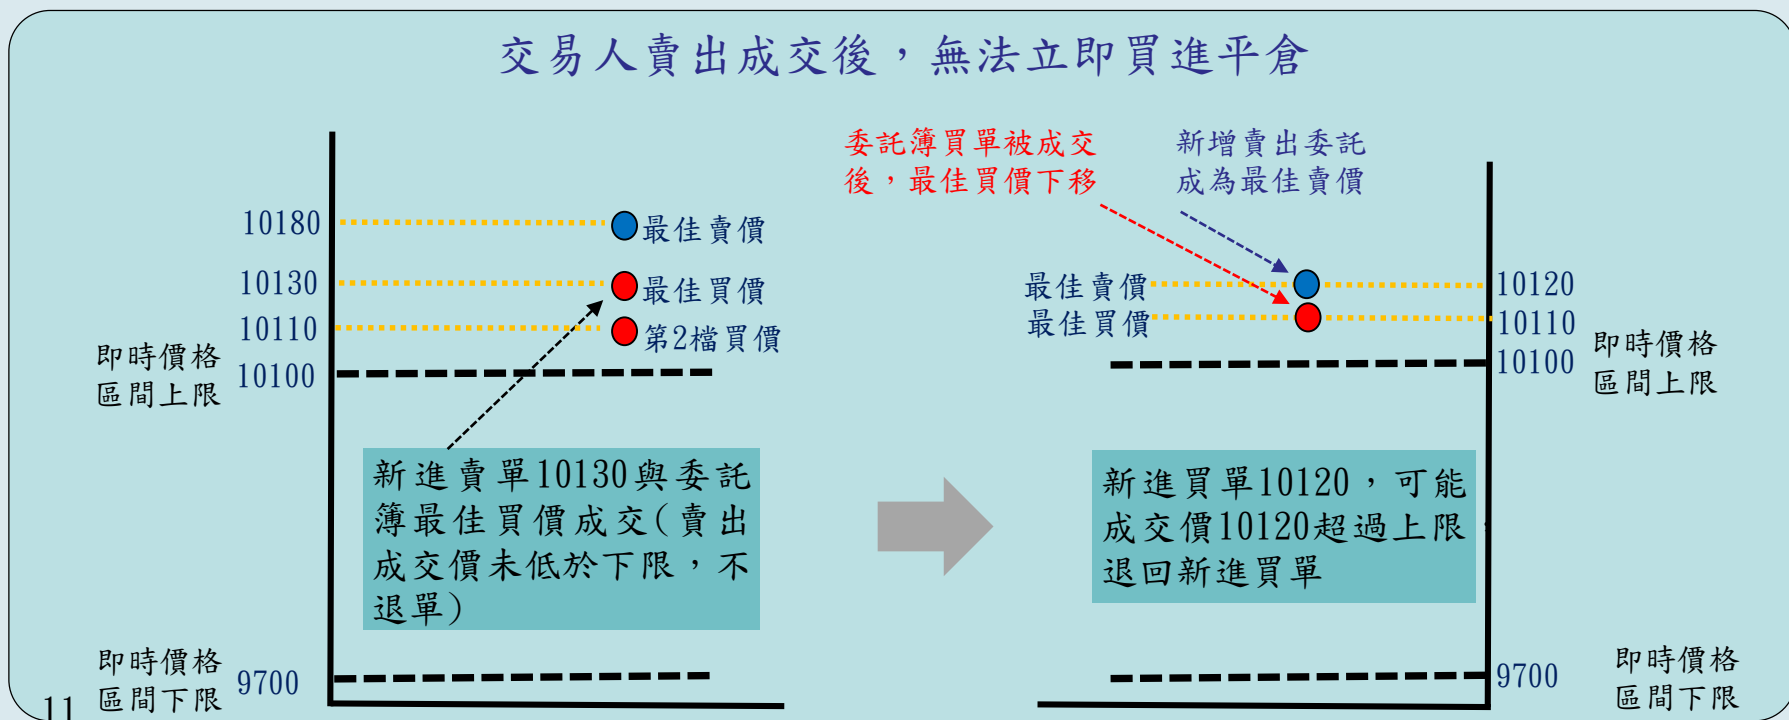 交易人賣出成交後，無法立即買進平倉
10180
最佳賣價
10130
最佳買價
10110
第2檔買價
即時價格
區間上限
10100
新進賣單10130與委託
簿最佳買價成交(賣出
成交價未低於下限，不
退單)
即時價格
區間下限
9700
委託簿買單被成交
後，最佳買價下移
新增賣出委託
成為最佳賣價
最佳賣價
10120
最佳買價
10110
10100
即時價格
區間上限
新進買單10120，可能
成交價10120超過上限
退回新進買單
9700
即時價格
區間下限
11